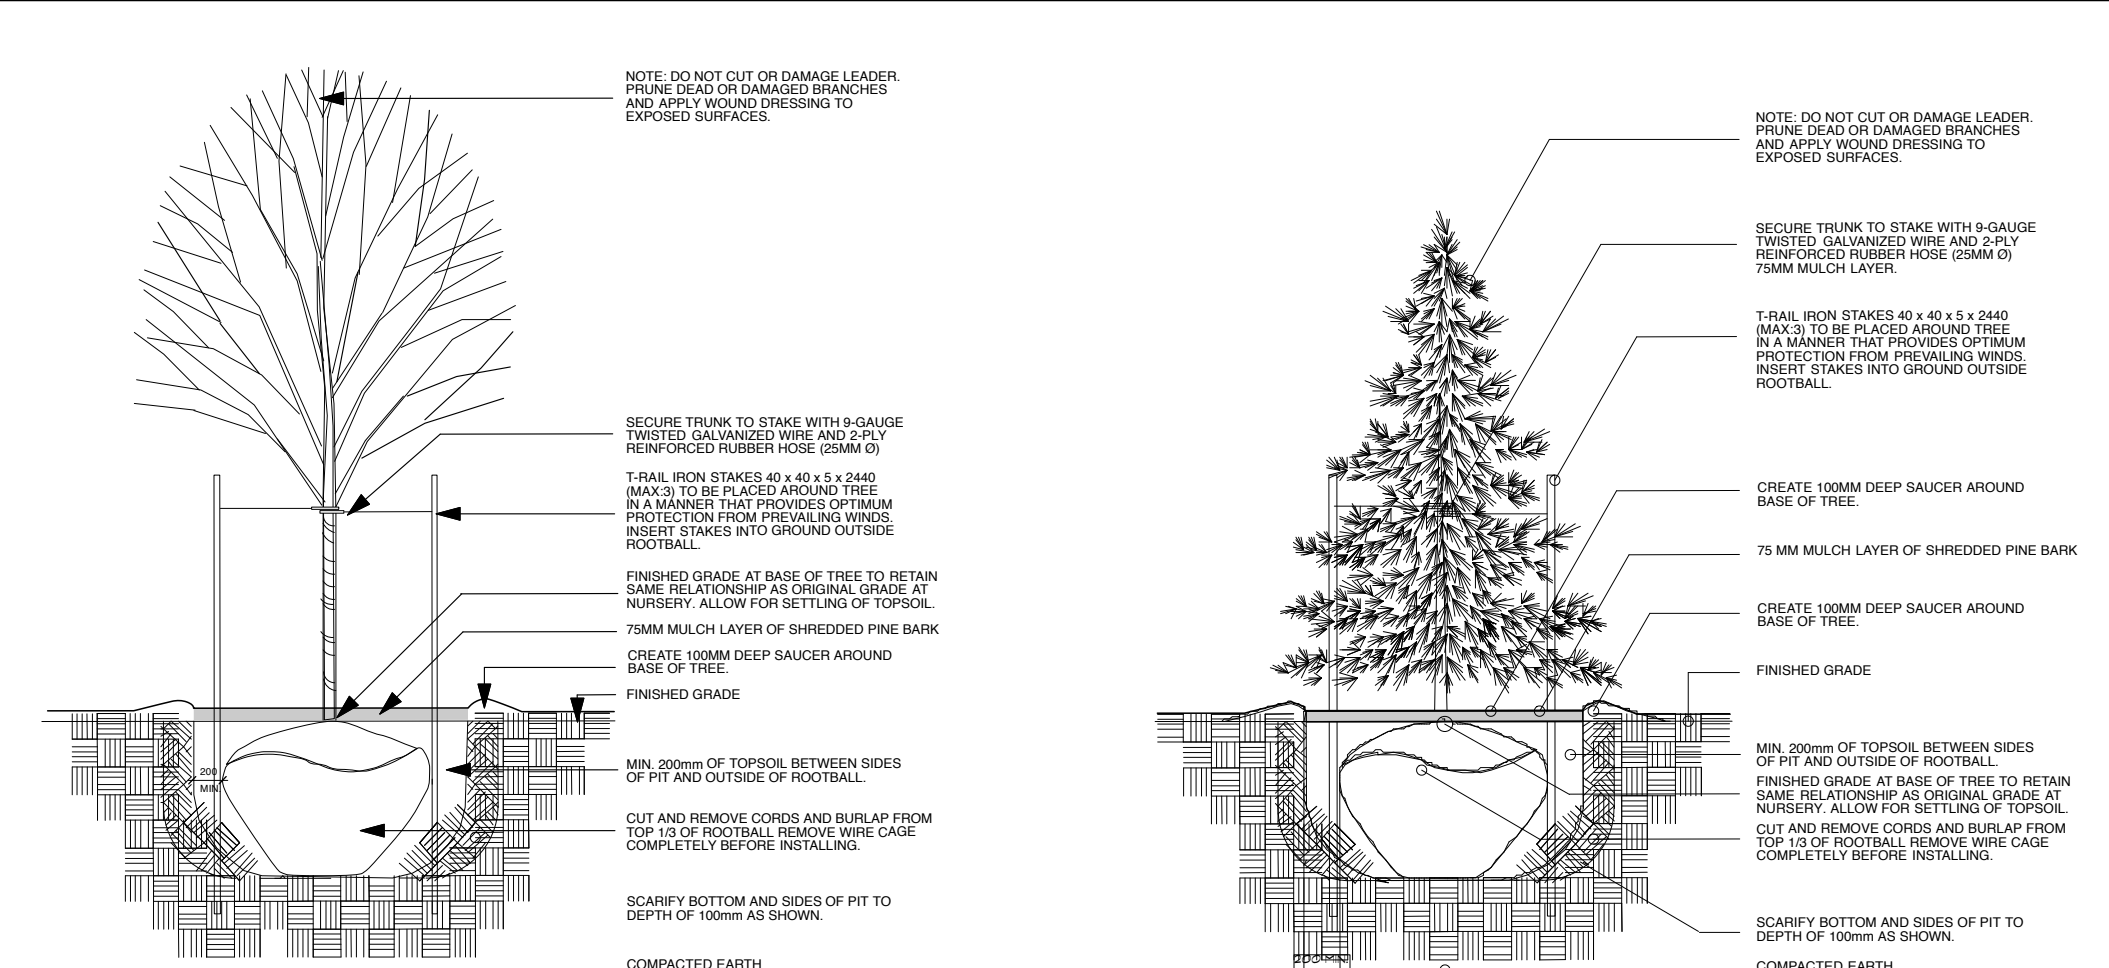 NOTE: DO NOT CUT OR DAMAGE LEADER.
PRUNE DEAD OR DAMAGED BRANCHES
AND APPLY WOUND DRESSING TO
EXPOSED SURFACES.
SECURE TRUNK TO STAKE WITH 9-GAUGE
TWISTED GALVANIZED WIRE AND 2-PLY
REINFORCED RUBBER HOSE (25MM Ø)
T-RAIL IRON STAKES 40 x 40 x 5 x 2440
(MAX:3) TO BE PLACED AROUND TREE
IN A MANNER THAT PROVIDES OPTIMUM
PROTECTION FROM PREVAILING WINDS.
INSERT STAKES INTO GROUND OUTSIDE
ROOTBALL.
FINISHED GRADE AT BASE OF TREE TO RETAIN
SAME RELATIONSHIP AS ORIGINAL GRADE AT
NURSERY. ALLOW FOR SETTLING OF TOPSOIL.
75MM MULCH LAYER OF SHREDDED PINE BARK
CREATE 100MM DEEP SAUCER AROUND
BASE OF TREE.
FINISHED GRADE
MIN. 200mm OF TOPSOIL BETWEEN SIDES
OF PIT AND OUTSIDE OF ROOTBALL.
200
MIN.
CUT AND REMOVE CORDS AND BURLAP FROM
TOP 1/3 OF ROOTBALL REMOVE WIRE CAGE
COMPLETELY BEFORE INSTALLING.
SCARIFY BOTTOM AND SIDES OF PIT TO
DEPTH OF 100mm AS SHOWN.
COMPACTED EARTH
NOTE: DO NOT CUT OR DAMAGE LEADER.
PRUNE DEAD OR DAMAGED BRANCHES
AND APPLY WOUND DRESSING TO
EXPOSED SURFACES.
SECURE TRUNK TO STAKE WITH 9-GAUGE
TWISTED GALVANIZED WIRE AND 2-PLY
REINFORCED RUBBER HOSE (25MM Ø)
75MM MULCH LAYER.
T-RAIL IRON STAKES 40 x 40 x 5 x 2440
(MAX:3) TO BE PLACED AROUND TREE
IN A MANNER THAT PROVIDES OPTIMUM
PROTECTION FROM PREVAILING WINDS.
INSERT STAKES INTO GROUND OUTSIDE
ROOTBALL.
CREATE 100MM DEEP SAUCER AROUND
BASE OF TREE.
75 MM MULCH LAYER OF SHREDDED PINE BARK
CREATE 100MM DEEP SAUCER AROUND
BASE OF TREE.
FINISHED GRADE
MIN. 200mm OF TOPSOIL BETWEEN SIDES
OF PIT AND OUTSIDE OF ROOTBALL.
FINISHED GRADE AT BASE OF TREE TO RETAIN
SAME RELATIONSHIP AS ORIGINAL GRADE AT
NURSERY. ALLOW FOR SETTLING OF TOPSOIL.
CUT AND REMOVE CORDS AND BURLAP FROM
TOP 1/3 OF ROOTBALL REMOVE WIRE CAGE
COMPLETELY BEFORE INSTALLING.
SCARIFY BOTTOM AND SIDES OF PIT TO
DEPTH OF 100mm AS SHOWN.
COMPACTED EARTH
200 MIN.